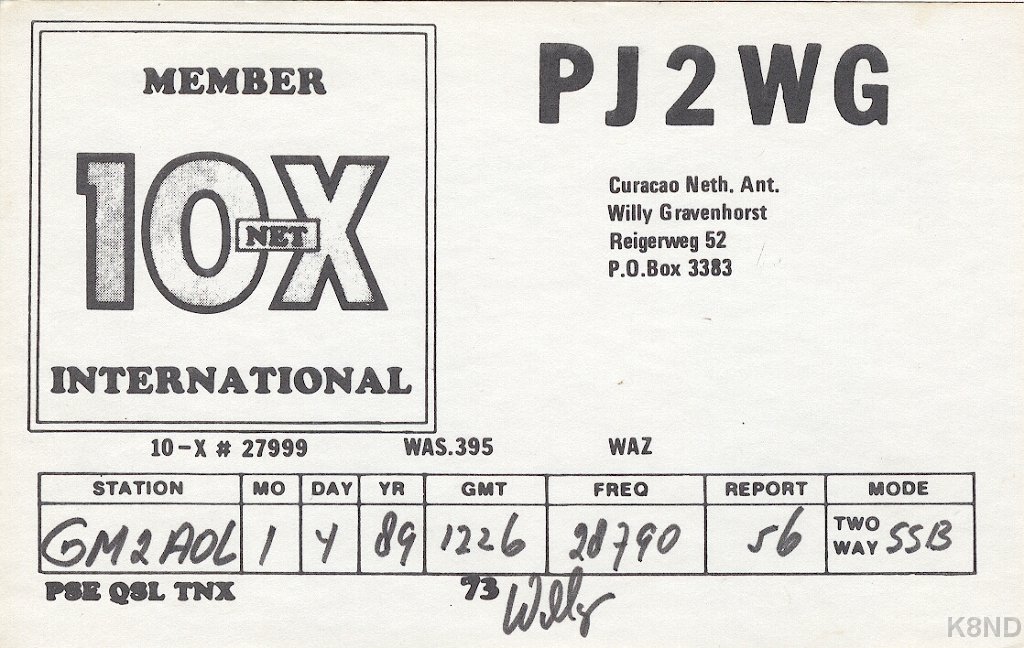 MEMBER
10X
NET
INTERNATIONAL
PJ2WG
Curacao Neth. Ant.
Willy Gravenhorst
Reigerweg 52
P.O.Box 3383
10-X # 27999 WAS.395 WAZ
STATION MO DAY YR GMT FREQ REPORT MODE
GM2AOL 1 4 89 1226 28790 56 TWO WAY SSB
PSE QSL TNX 73 Willy
K8ND